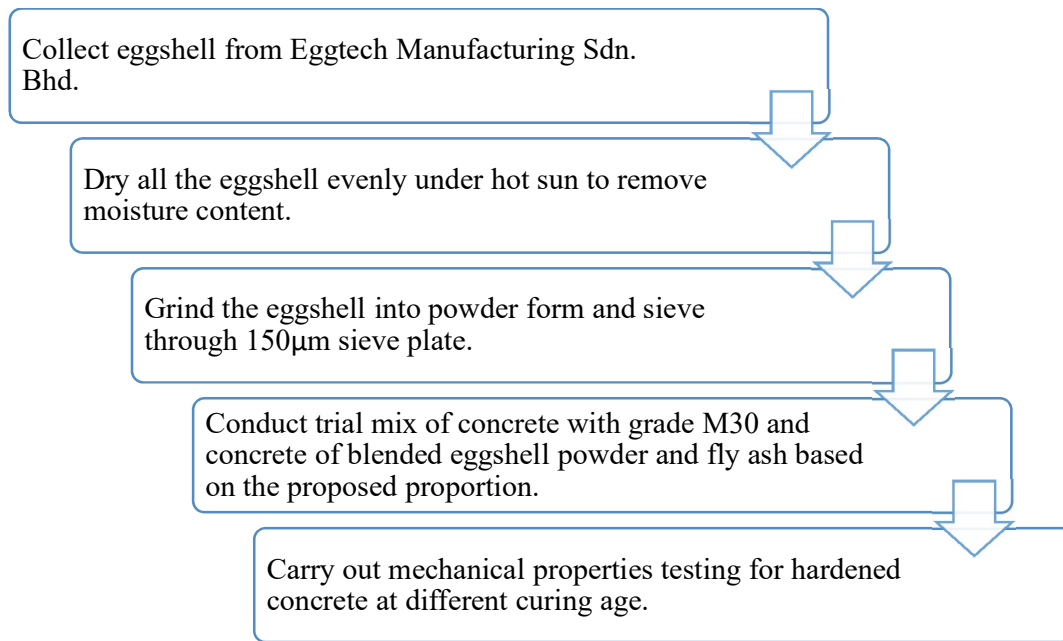 Collect eggshell from Eggtech Manufacturing Sdn.
Bhd.
Dry all the eggshell evenly under hot sun to remove
moisture content.
Grind the eggshell into powder form and sieve
through 150μm sieve plate.
Conduct trial mix of concrete with grade M30 and
concrete of blended eggshell powder and fly ash based
on the proposed proportion.
Carry out mechanical properties testing for hardened
concrete at different curing age.